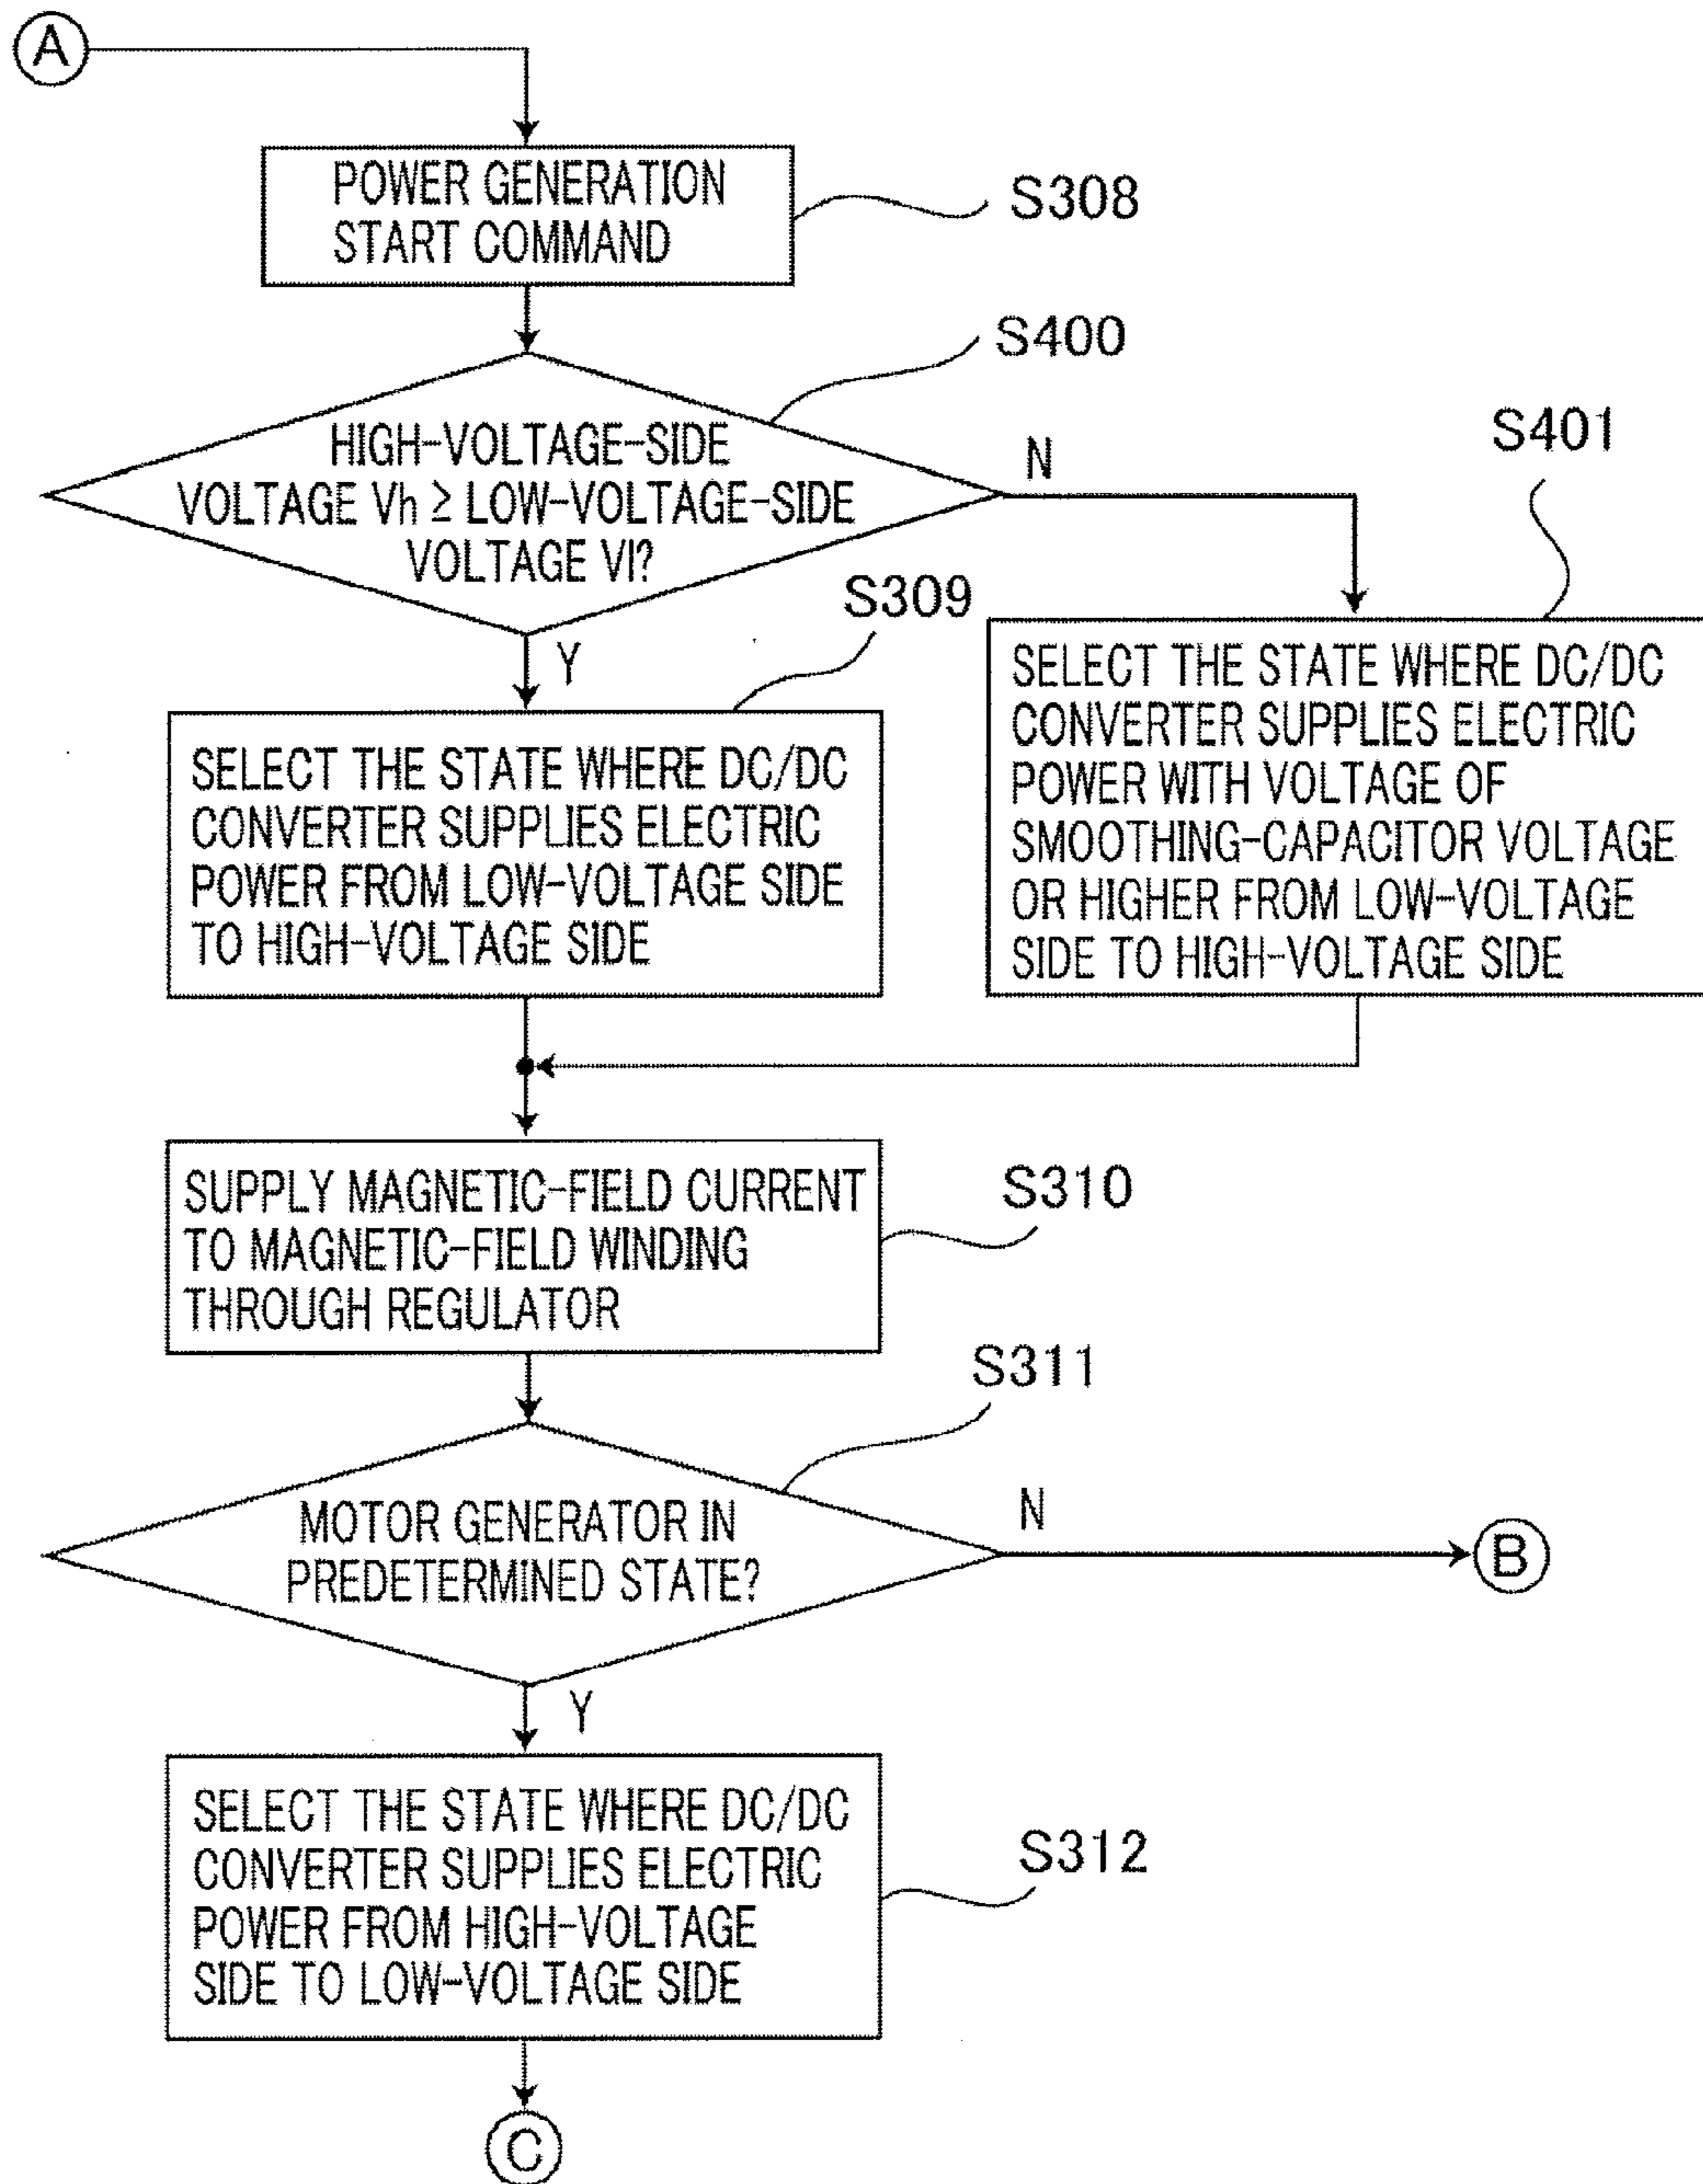 A
POWER GENERATION
START COMMAND
S308
S400
HIGH-VOLTAGE-SIDE
VOLTAGE Vh ≥ LOW-VOLTAGE-SIDE
VOLTAGE Vl?
N
Y
S401
SELECT THE STATE WHERE DC/DC
CONVERTER SUPPLIES ELECTRIC
POWER WITH VOLTAGE OF
SMOOTHING-CAPACITOR VOLTAGE
OR HIGHER FROM LOW-VOLTAGE
SIDE TO HIGH-VOLTAGE SIDE
S309
SELECT THE STATE WHERE DC/DC
CONVERTER SUPPLIES ELECTRIC
POWER FROM LOW-VOLTAGE SIDE
TO HIGH-VOLTAGE SIDE
SUPPLY MAGNETIC-FIELD CURRENT
TO MAGNETIC-FIELD WINDING
THROUGH REGULATOR
S310
S311
MOTOR GENERATOR IN
PREDETERMINED STATE?
N
B
Y
SELECT THE STATE WHERE DC/DC
CONVERTER SUPPLIES ELECTRIC
POWER FROM HIGH-VOLTAGE
SIDE TO LOW-VOLTAGE SIDE
S312
C